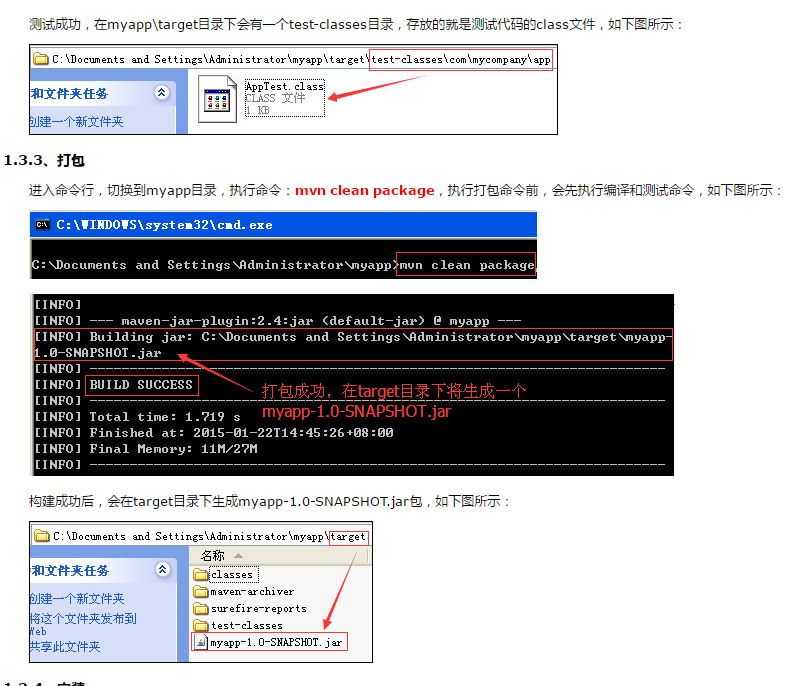 测试成功，在myapp\target目录下会有一个test-classes目录，存放的就是测试代码的class文件，如下图所示：
C:\Documents and Settings\Administrator\myapp\target\test-classes\com\mycompany\app
和文件夹任务
创建一个新文件夹
AppTest.class
CLASS 文件
1 KB
1.3.3、打包
进入命令行，切换到myapp目录，执行命令：mvn clean package，执行打包命令前，会先执行编译和测试命令，如下图所示：
C:\WINDOWS\system32\cmd.exe
C:\Documents and Settings\Administrator\myapp>mvn clean package
[INFO]
[INFO] --- maven-jar-plugin:2.4:jar (default-jar) @ myapp ---
[INFO] Building jar: C:\Documents and Settings\Administrator\myapp\target\myapp-
1.0-SNAPSHOT.jar
[INFO] ------------------------------------------------------------------------
[INFO] BUILD SUCCESS
[INFO] ------------------------------------------------------------------------
打包成功，在target目录下将生成一个
myapp-1.0-SNAPSHOT.jar
[INFO] Total time: 1.719 s
[INFO] Finished at: 2015-01-22T14:45:26+08:00
[INFO] Final Memory: 11M/27M
[INFO] ------------------------------------------------------------------------
构建成功后，会在target目录下生成myapp-1.0-SNAPSHOT.jar包，如下图所示：
C:\Documents and Settings\Administrator\myapp\target
和文件夹任务
创建一个新文件夹
将这个文件夹发布到
Web
共享此文件夹
名称
classes
maven-archiver
surefire-reports
test-classes
myapp-1.0-SNAPSHOT.jar